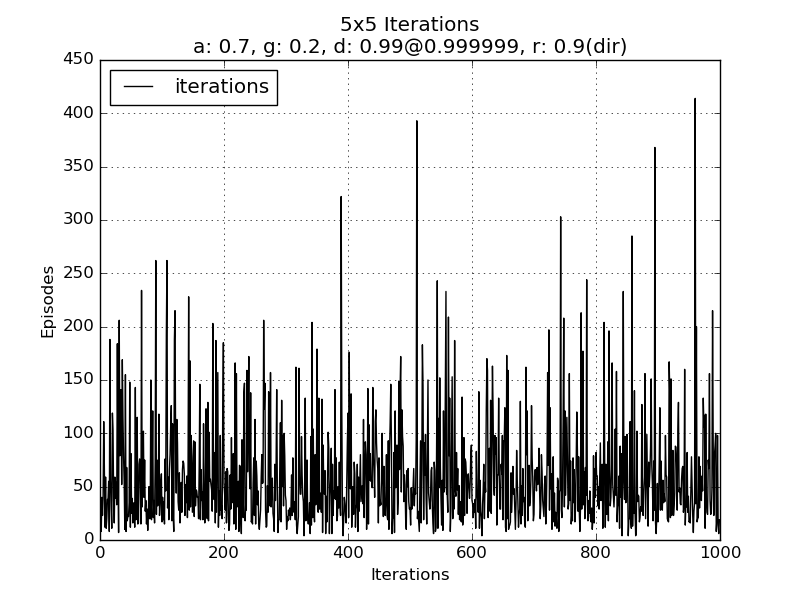 5x5 Iterations
a: 0.7, g: 0.2, d: 0.99@0.999999, r: 0.9(dir)
450
iterations
400
350
300
250
200
150
100
50
0
Episodes
0 200 400 600 800 1000
Iterations